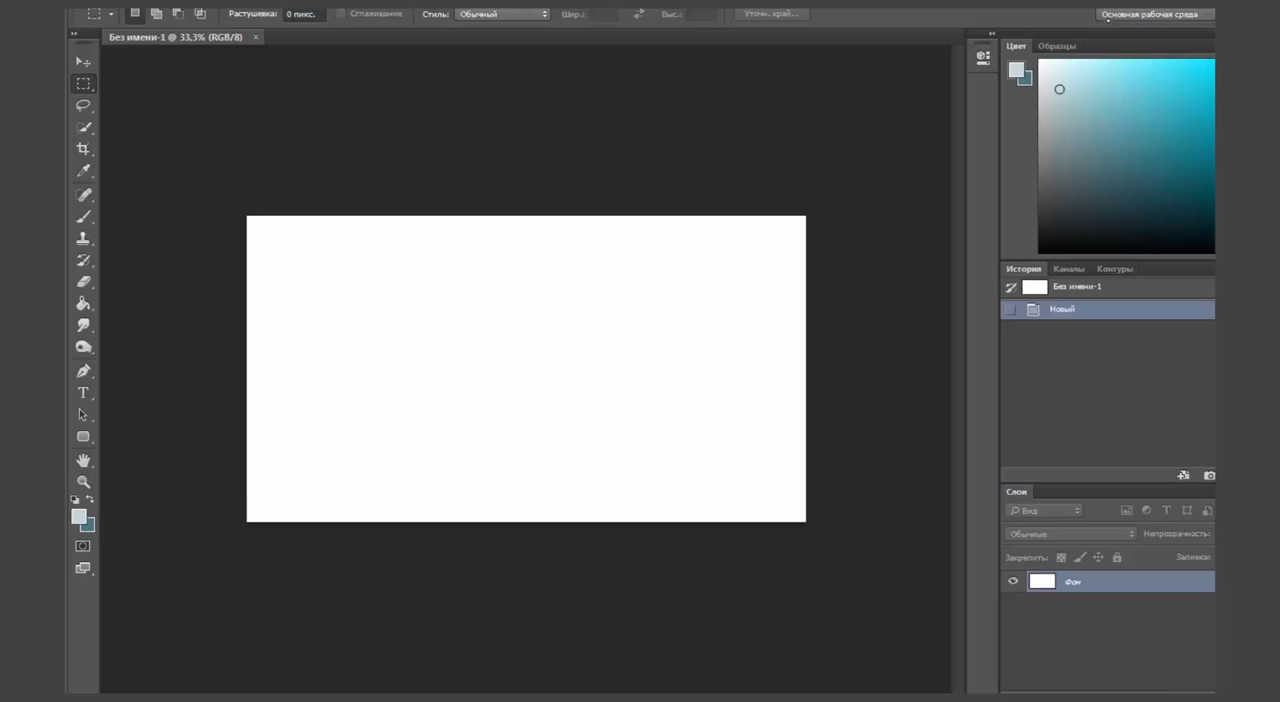 Растушевка: 0 пикс. Сглаживание Стиль: Обычный Шир.: Выс.: Уточн. край... Основная рабочая среда
Без имени-1 @ 33,3% (RGB/8) ×
Цвет Образцы
История Каналы Контуры
Без имени-1
Новый
Слои
Вид
Обычные Непрозрачность:
Закрепить: Заливка:
Фон